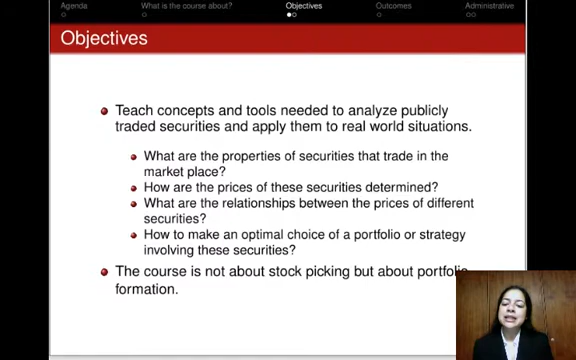 Agenda What is the course about? Objectives Outcomes Administrative
Objectives
Teach concepts and tools needed to analyze publicly
traded securities and apply them to real world situations.
What are the properties of securities that trade in the
market place?
How are the prices of these securities determined?
What are the relationships between the prices of different
securities?
How to make an optimal choice of a portfolio or strategy
involving these securities?
The course is not about stock picking but about portfolio
formation.